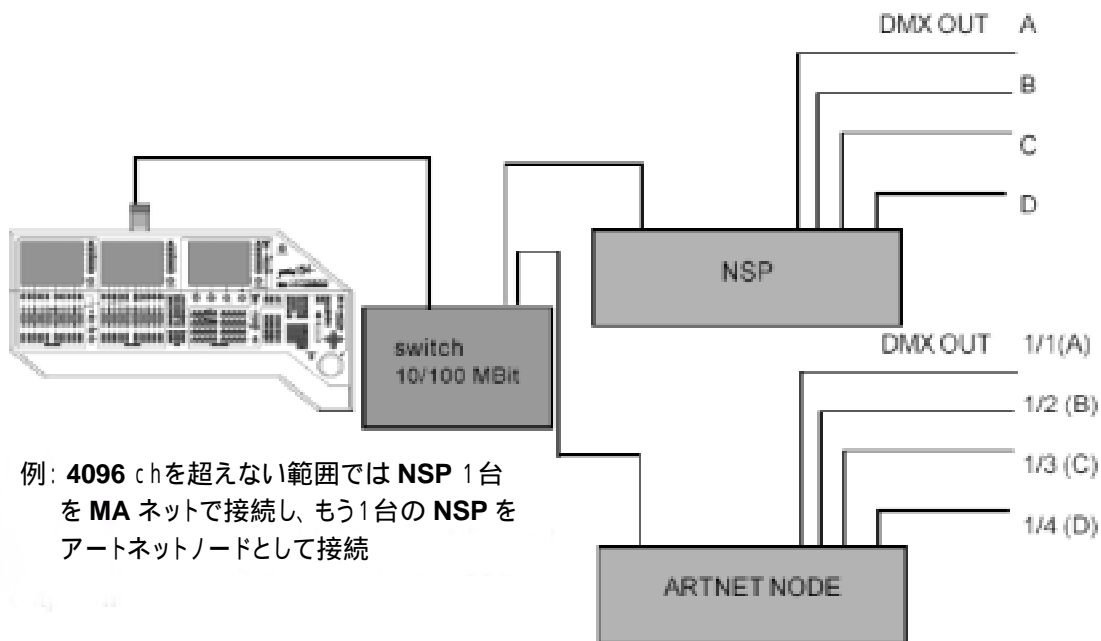 DMX OUT A
B
C
D
NSP
switch
10/100 MBit
DMX OUT 1/1(A)
1/2 (B)
1/3 (C)
1/4 (D)
ARTNET NODE
例: 4096 chを超えない範囲では NSP 1台
を MA ネットで接続し、もう1台の NSP を
アートネットノードとして接続